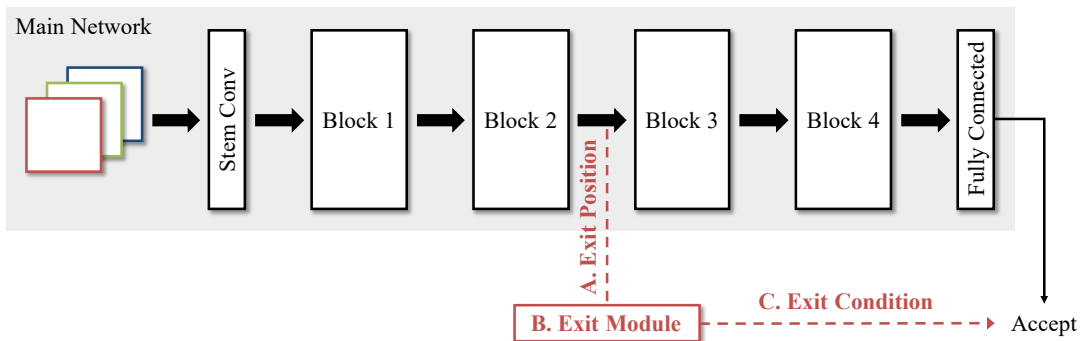 Main Network
Stem Conv
Block 1
Block 2
Block 3
Block 4
Fully Connected
A. Exit Position
B. Exit Module
C. Exit Condition
Accept